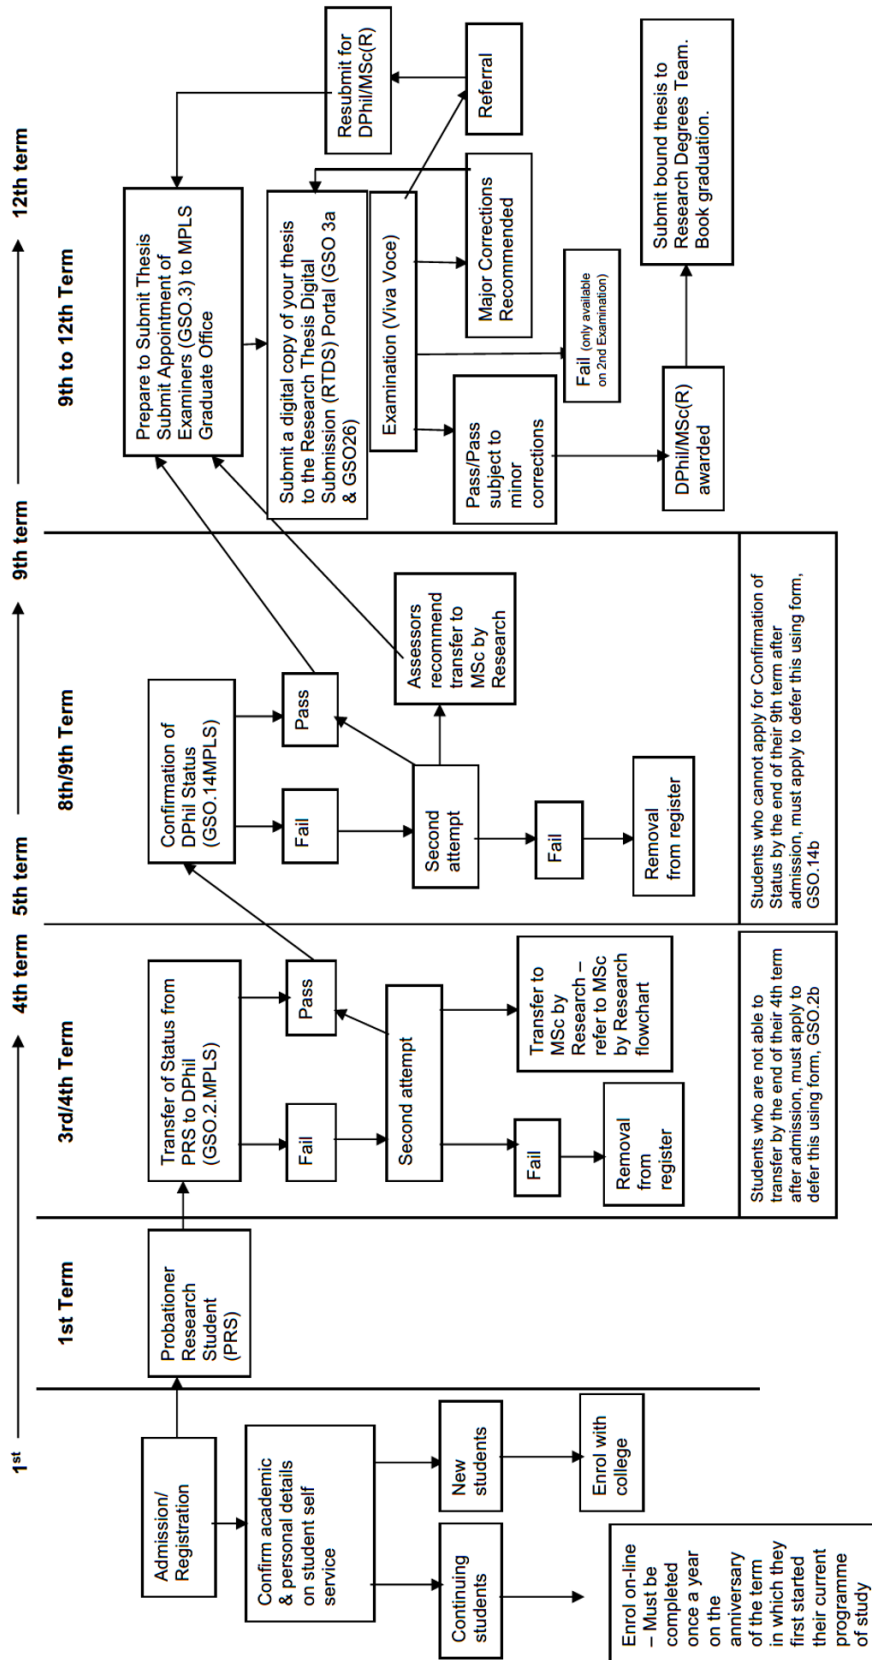 1st
4th term
5th term
9th term
12th term
1st Term
3rd/4th Term
8th/9th Term
9th to 12th Term
Admission/
Registration
Confirm academic
& personal details
on student self
service
Continuing
students
New
students
Enrol on-line
– Must be
completed
once a year
on the
anniversary
of the term
in which they
first started
their current
programme
of study
Enrol with
college
Probationer
Research
Student
(PRS)
Transfer of Status from
PRS to DPhil
(GSO.2.MPLS)
Fail
Pass
Second attempt
Fail
Removal
from
register
Transfer to
MSc by
Research –
refer to MSc
by Research
flowchart
Students who are not able to
transfer by the end of their 4th term
after admission, must apply to
defer this using form, GSO.2b
Confirmation of
DPhil Status
(GSO.14MPLS)
Fail
Pass
Second
attempt
Assessors
recommend
transfer to
MSc by
Research
Fail
Removal
from register
Students who cannot apply for Confirmation of
Status by the end of their 9th term after
admission, must apply to defer this using form,
GSO.14b
Prepare to Submit Thesis
Submit Appointment of
Examiners (GSO.3) to MPLS
Graduate Office
Submit a digital copy of your thesis
to the Research Thesis Digital
Submission (RTDS) Portal (GSO 3a
& GSO26)
Examination (Viva Voce)
Pass/Pass
subject to
minor
corrections
Fail (only available
on 2nd Examination)
Major Corrections
Recommended
Referral
Resubmit for
DPhil/MSc(R)
DPhil/MSc(R)
awarded
Submit bound thesis to
Research Degrees Team.
Book graduation.